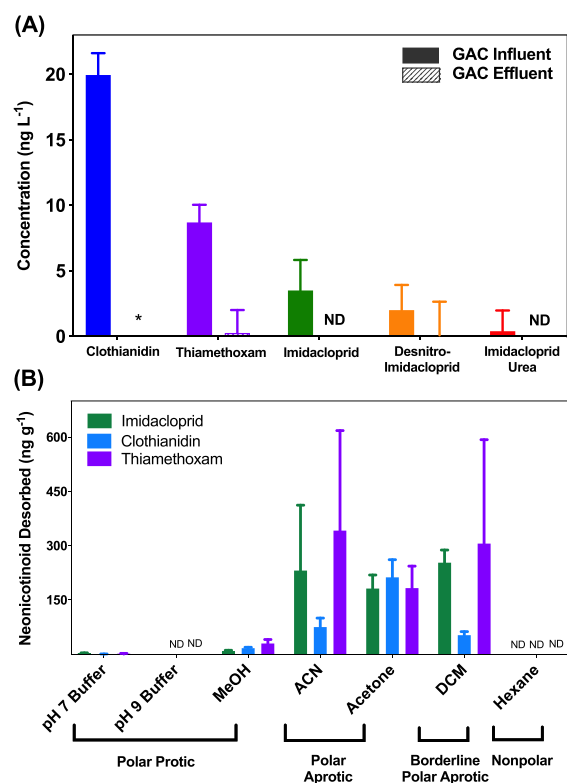 (A)
GAC Influent
GAC Effluent
Concentration (ng L-1)
20
15
10
5
0
*
ND
ND
Clothianidin
Thiamethoxam
Imidacloprid
Desnitro-
Imidacloprid
Imidacloprid
Urea
(B)
Imidacloprid
Clothianidin
Thiamethoxam
Neonicotinoid Desorbed (ng g-1)
600
450
300
150
ND ND
ND ND ND
pH 7 Buffer
pH 9 Buffer
MeOH
ACN
Acetone
DCM
Hexane
Polar Protic
Polar
Aprotic
Borderline
Polar Aprotic
Nonpolar